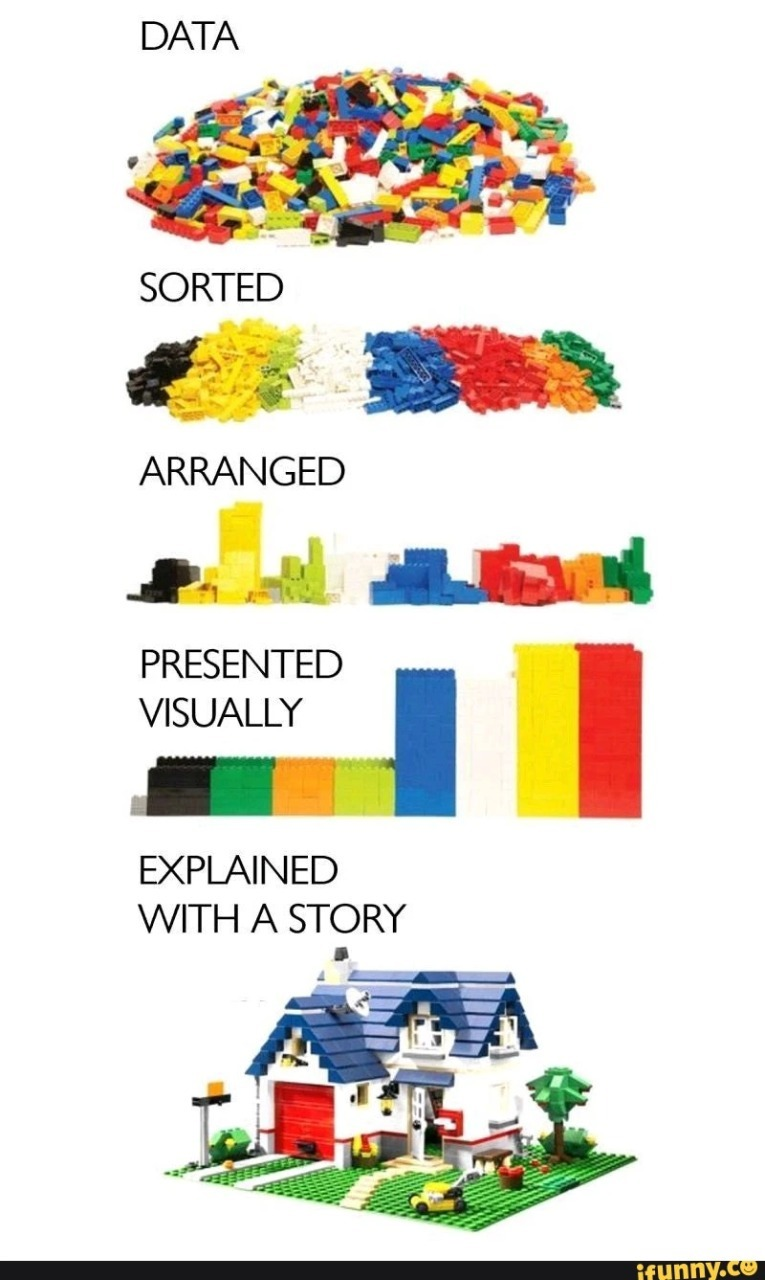 DATA
SORTED
ARRANGED
PRESENTED
VISUALLY
EXPLAINED
WITH A STORY
ifunny.co